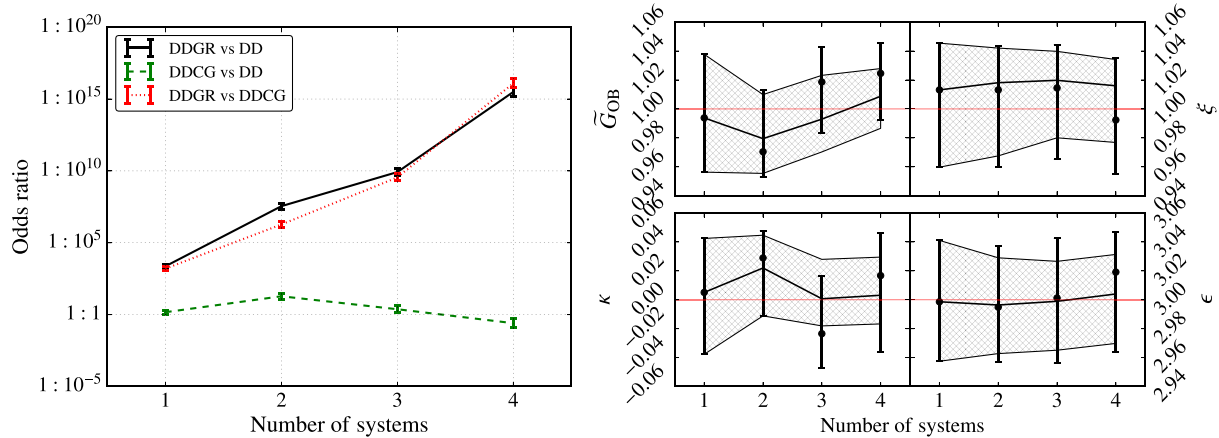 1 : 10^20
1 : 10^15
1 : 10^10
1 : 10^5
1 : 1
1 : 10^−5
Odds ratio
DDGR vs DD
DDCG vs DD
DDGR vs DDCG
1 2 3 4
Number of systems
1.06
1.04
1.02
1.00
0.98
0.96
0.94
G̃_OB
1.06
1.04
1.02
1.00
0.98
0.96
0.94
ξ
0.06
0.04
0.02
0.00
−0.02
−0.04
−0.06
κ
3.06
3.04
3.02
3.00
2.98
2.96
2.94
ϵ
1 2 3 4 1 2 3 4
Number of systems